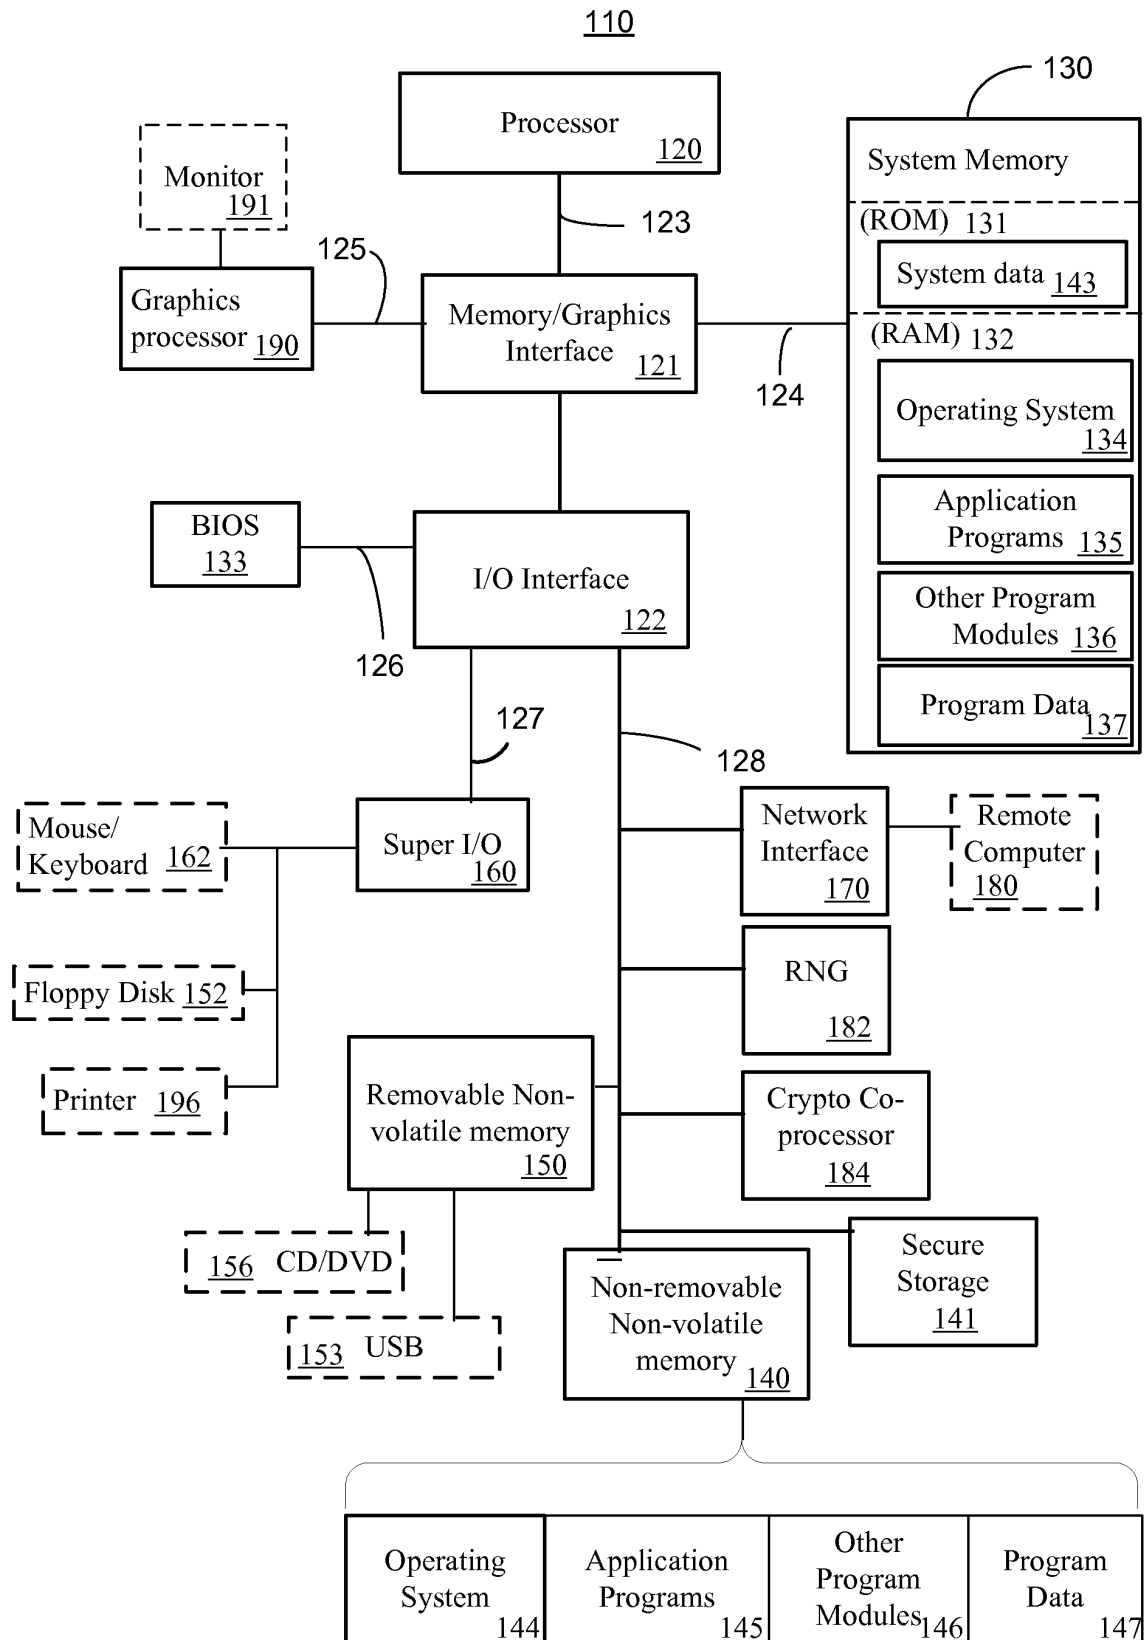 110
Processor
120
123
130
System Memory
(ROM) 131
System data 143
(RAM) 132
Operating System
134
Application
Programs 135
Other Program
Modules 136
Program Data
137
Monitor
191
125
Graphics
processor 190
Memory/Graphics
Interface
121
124
BIOS
133
126
I/O Interface
122
127
128
Mouse/
Keyboard 162
Super I/O
160
Network
Interface
170
Remote
Computer
180
Floppy Disk 152
RNG
182
Printer 196
Removable Non-
volatile memory
150
Crypto Co-
processor
184
156 CD/DVD
153 USB
Secure
Storage
141
Non-removable
Non-volatile
memory 140
Operating
System
144
Application
Programs
145
Other
Program
Modules 146
Program
Data
147